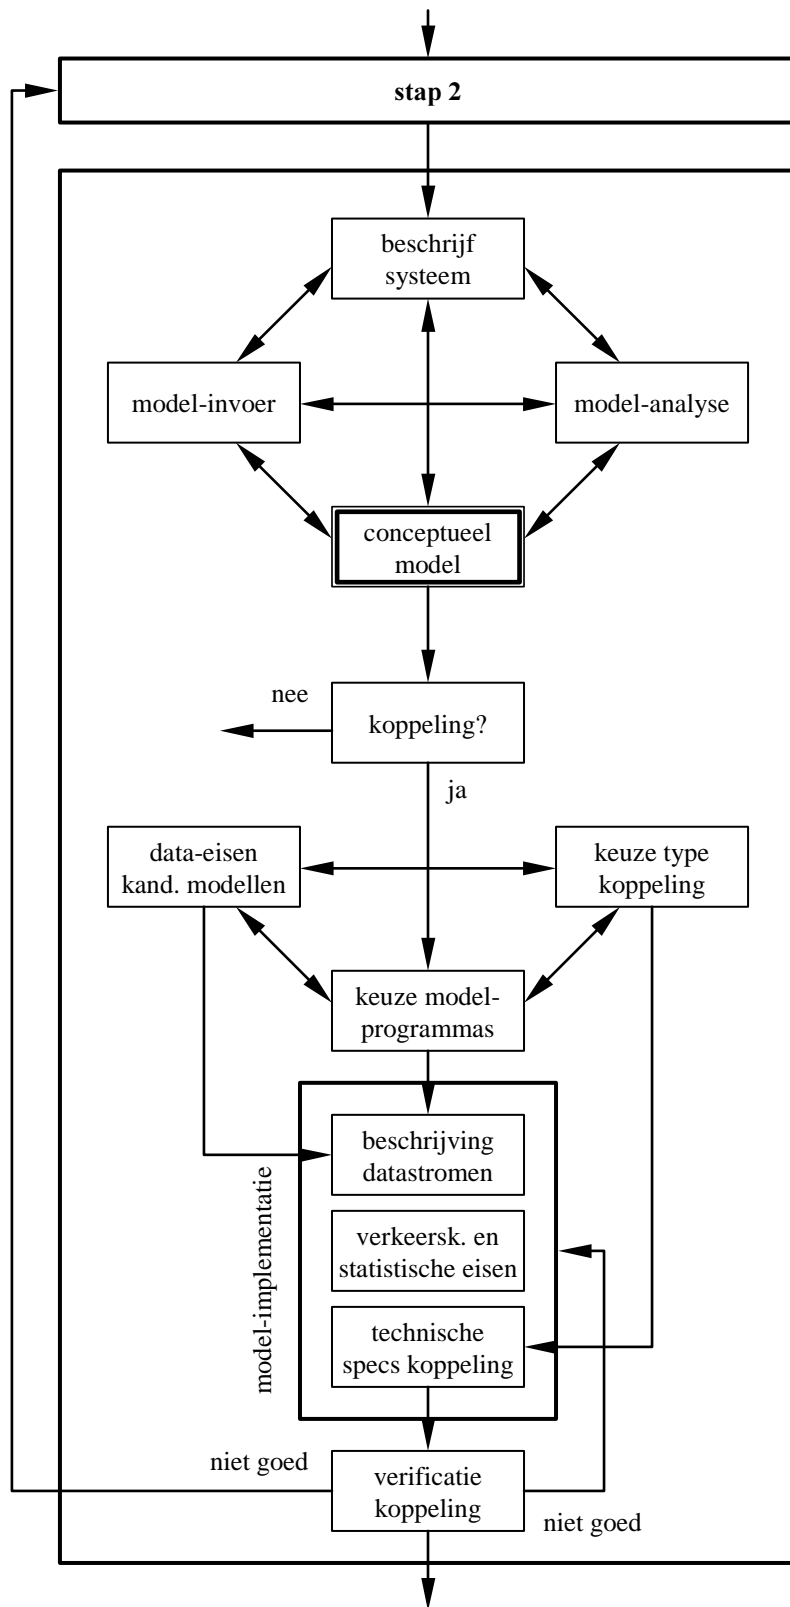 stap 2
beschrijf
systeem
model-invoer
model-analyse
conceptueel
model
nee
koppeling?
ja
data-eisen
kand. modellen
keuze type
koppeling
keuze model-
programmas
model-implementatie
beschrijving
datastromen
verkeersk. en
statistische eisen
technische
specs koppeling
niet goed
verificatie
koppeling
niet goed